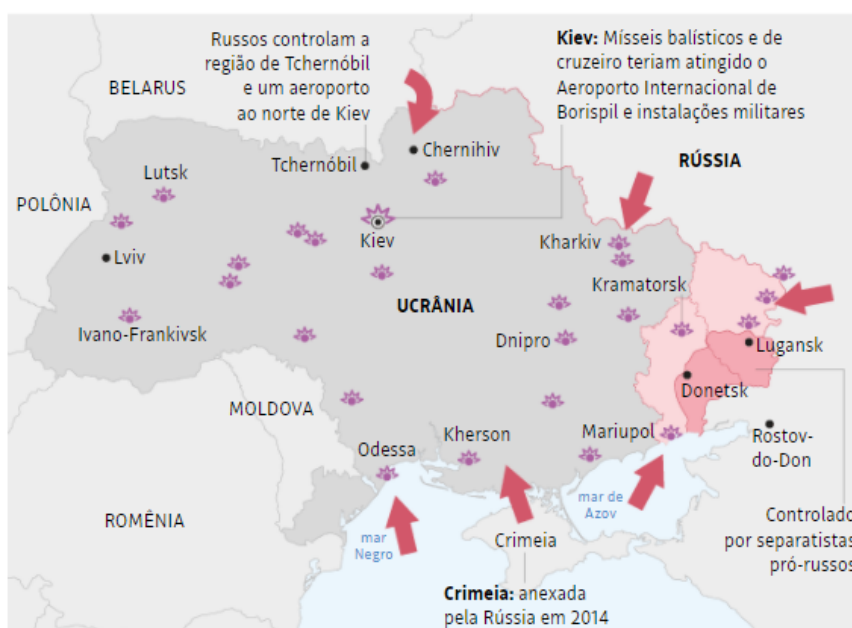 Russos controlam a
região de Tchernóbil
e um aeroporto
ao norte de Kiev
Kiev: Mísseis balísticos e de
cruzeiro teriam atingido o
Aeroporto Internacional de
Borispil e instalações militares
BELARUS
Chernihiv
Tchernóbil
RÚSSIA
Lutsk
POLÔNIA
Kiev
Kharkiv
Lviv
Kramatorsk
UCRÂNIA
Ivano-Frankivsk
Dnipro
Lugansk
Donetsk
MOLDOVA
Kherson
Mariupol
Odessa
Rostov-
do-Don
mar de
Azov
ROMÊNIA
mar
Negro
Crimeia
Controlado
por separatistas
pró-russos
Crimeia: anexada
pela Rússia em 2014